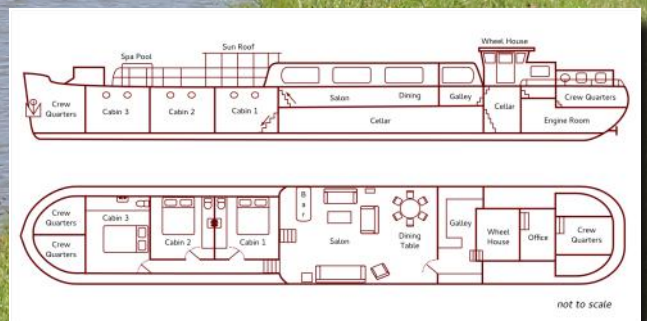 Wheel House
Sun Roof
Spa Pool
Crew
Quarters
Cabin 3
Cabin 2
Cabin 1
Salon
Dining
Galley
Cellar
Cellar
Crew Quarters
Engine Room
Crew
Quarters
Crew
Quarters
Cabin 3
Cabin 2
Cabin 1
Bar
Salon
Dining
Table
Galley
Wheel
House
Office
Crew
Quarters
not to scale